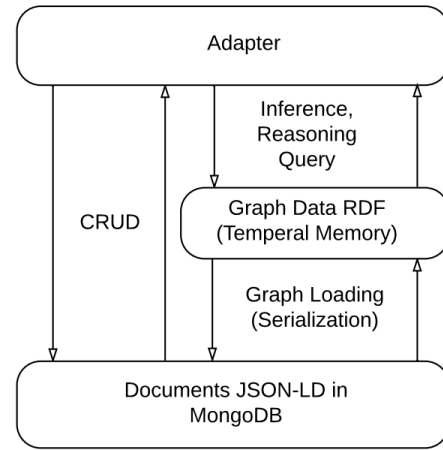 Adapter
Inference,
Reasoning
Query
CRUD
Graph Data RDF
(Temperal Memory)
Graph Loading
(Serialization)
Documents JSON-LD in
MongoDB